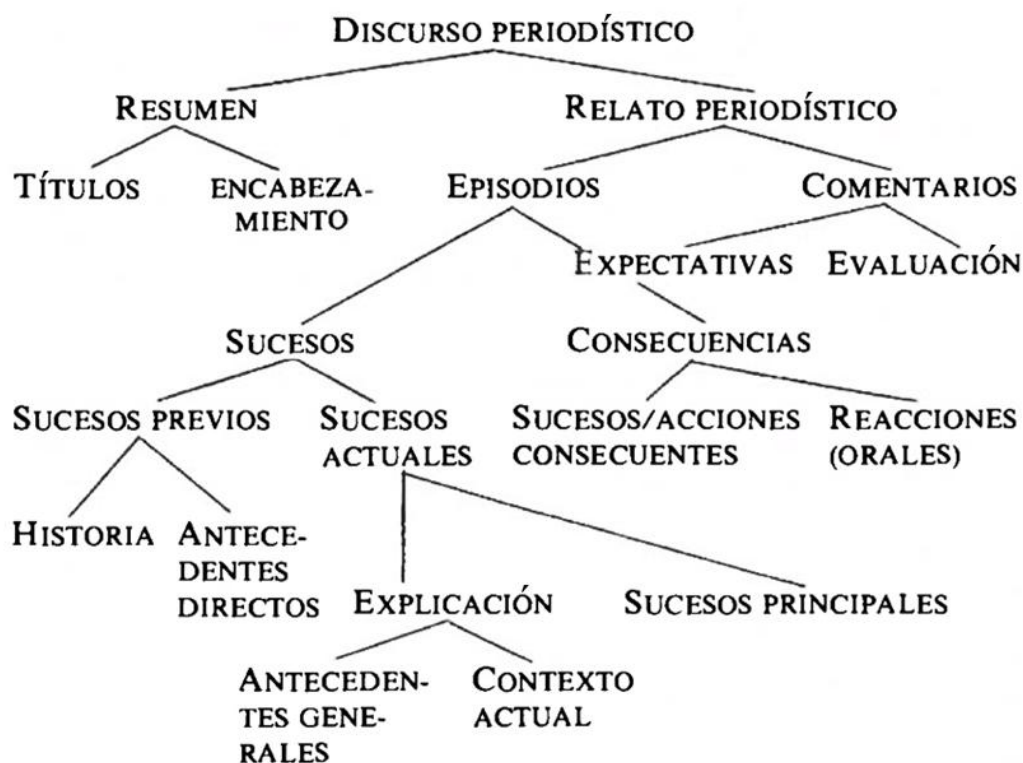 DISCURSO PERIODÍSTICO
RESUMEN RELATO PERIODÍSTICO
TÍTULOS ENCABEZA- EPISODIOS COMENTARIOS
MIENTO
EXPECTATIVAS EVALUACIÓN
SUCESOS CONSECUENCIAS
SUCESOS PREVIOS SUCESOS SUCESOS/ACCIONES REACCIONES
ACTUALES CONSECUENTES (ORALES)
HISTORIA ANTECE-
DENTES
DIRECTOS EXPLICACIÓN SUCESOS PRINCIPALES
ANTECEDEN- CONTEXTO
TES GENE- ACTUAL
RALES